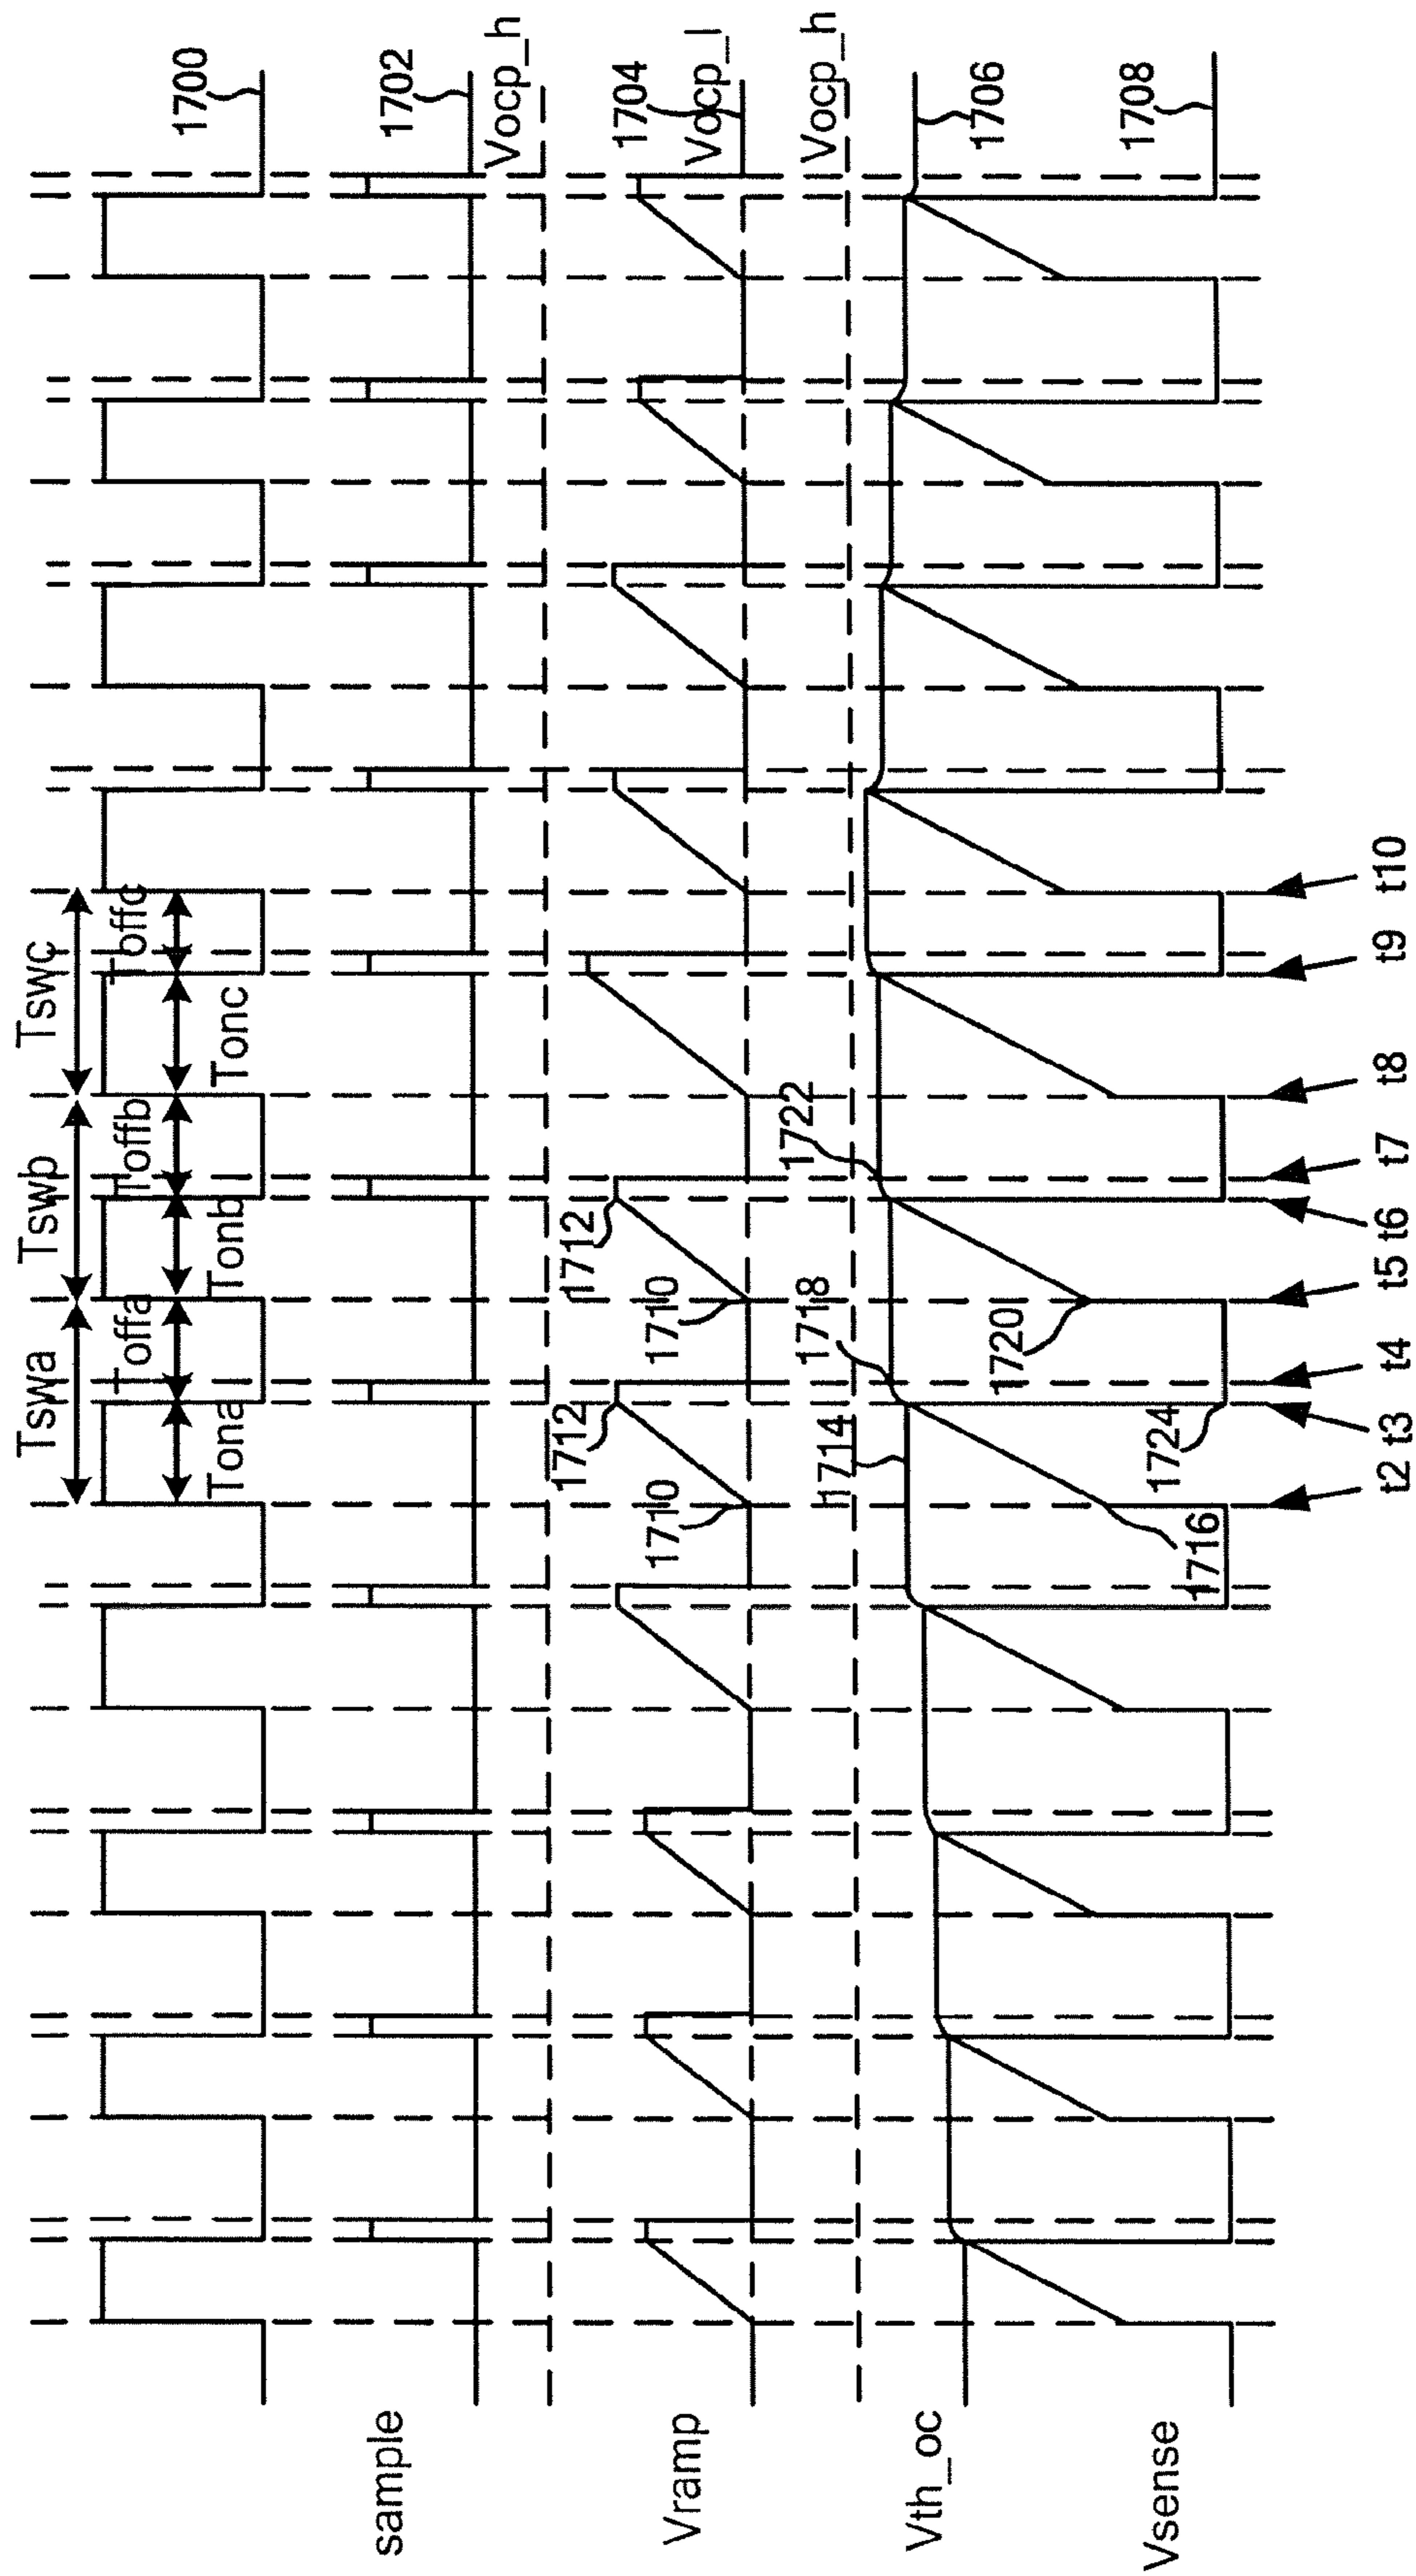 Tswa
Tswb
Tswc
Tona
Toffa
Tonb
Toffb
Tonc
Toffc
1700
sample
1702
Vocp_h
Vramp
1710
1712
1710
1712
1704
Vocp_l
Vocp_h
Vth_oc
1714
1718
1722
1706
Vsense
1716
1724
1720
1708
t2
t3
t4
t5
t6
t7
t8
t9
t10